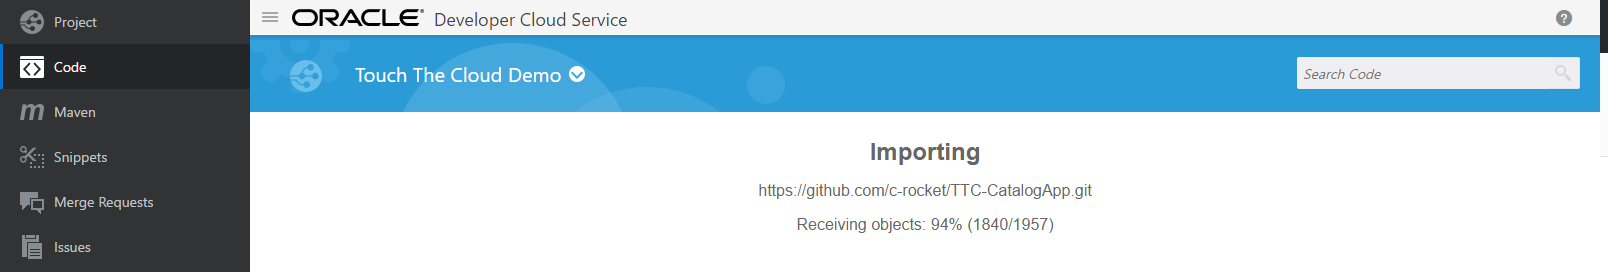 Project
Code
m Maven
Snippets
Merge Requests
Issues
ORACLE® Developer Cloud Service
?
Touch The Cloud Demo
Search Code
Importing
https://github.com/c-rocket/TTC-CatalogApp.git
Receiving objects: 94% (1840/1957)